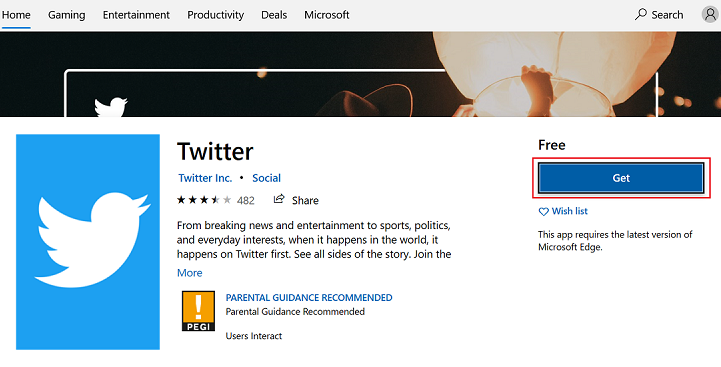 Home Gaming Entertainment Productivity Deals Microsoft Search
Twitter
Twitter Inc. • Social
482 Share
From breaking news and entertainment to sports, politics,
and everyday interests, when it happens in the world, it
happens on Twitter first. See all sides of the story. Join the
More
PEGI
PARENTAL GUIDANCE RECOMMENDED
Parental Guidance Recommended
Users Interact
Free
Get
Wish list
This app requires the latest version of
Microsoft Edge.